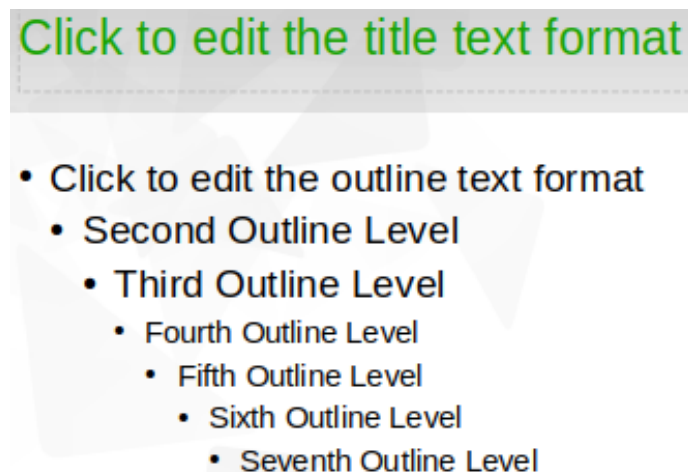 Click to edit the title text format
• Click to edit the outline text format
• Second Outline Level
• Third Outline Level
• Fourth Outline Level
• Fifth Outline Level
• Sixth Outline Level
• Seventh Outline Level